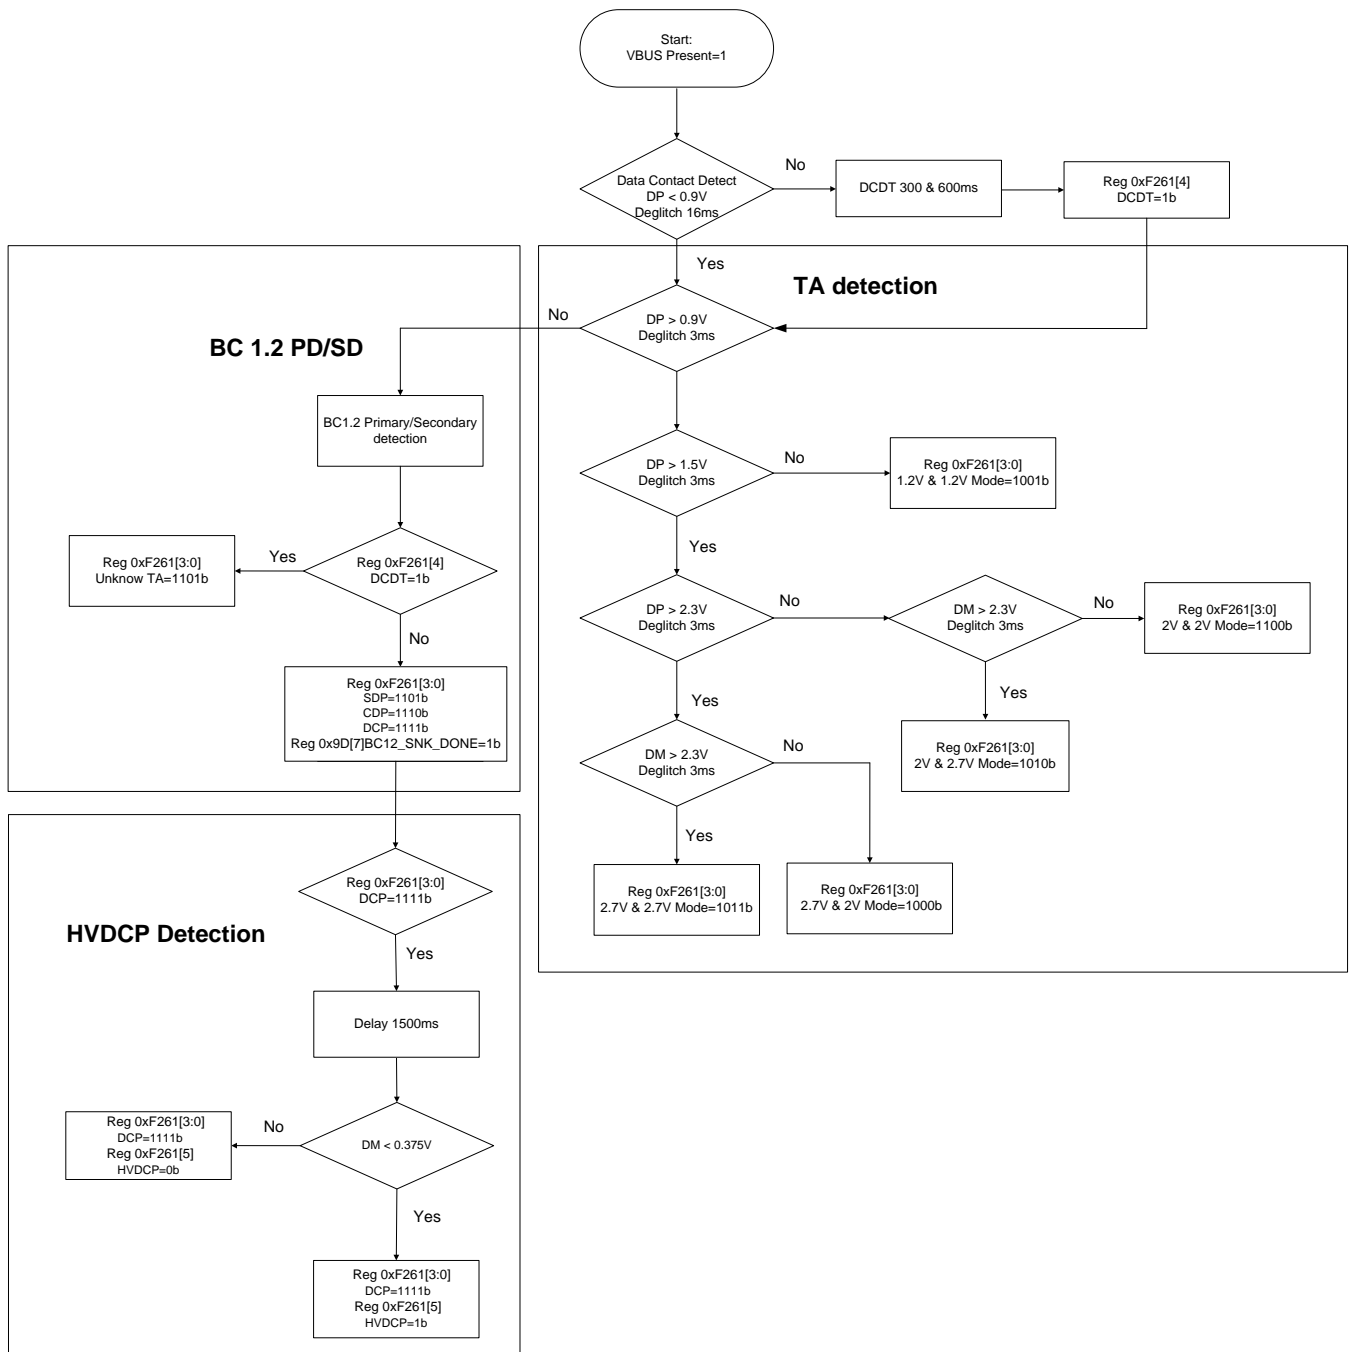 Start:
VBUS Present=1
Data Contact Detect
DP < 0.9V
Deglitch 16ms
No
DCDT 300 & 600ms
Reg 0xF261[4]
DCDT=1b
Yes
TA detection
DP > 0.9V
Deglitch 3ms
No
BC 1.2 PD/SD
BC1.2 Primary/Secondary
detection
DP > 1.5V
Deglitch 3ms
No
Reg 0xF261[3:0]
1.2V & 1.2V Mode=1001b
Yes
Reg 0xF261[4]
DCDT=1b
Yes
Reg 0xF261[3:0]
Unknow TA=1101b
No
DP > 2.3V
Deglitch 3ms
No
DM > 2.3V
Deglitch 3ms
No
Reg 0xF261[3:0]
2V & 2V Mode=1100b
Yes
Reg 0xF261[3:0]
2V & 2.7V Mode=1010b
Yes
Reg 0xF261[3:0]
SDP=1101b
CDP=1110b
DCP=1111b
Reg 0x9D[7]BC12_SNK_DONE=1b
DM > 2.3V
Deglitch 3ms
No
Yes
Reg 0xF261[3:0]
2.7V & 2.7V Mode=1011b
Reg 0xF261[3:0]
2.7V & 2V Mode=1000b
HVDCP Detection
Reg 0xF261[3:0]
DCP=1111b
Yes
Delay 1500ms
DM < 0.375V
No
Reg 0xF261[3:0]
DCP=1111b
Reg 0xF261[5]
HVDCP=0b
Yes
Reg 0xF261[3:0]
DCP=1111b
Reg 0xF261[5]
HVDCP=1b